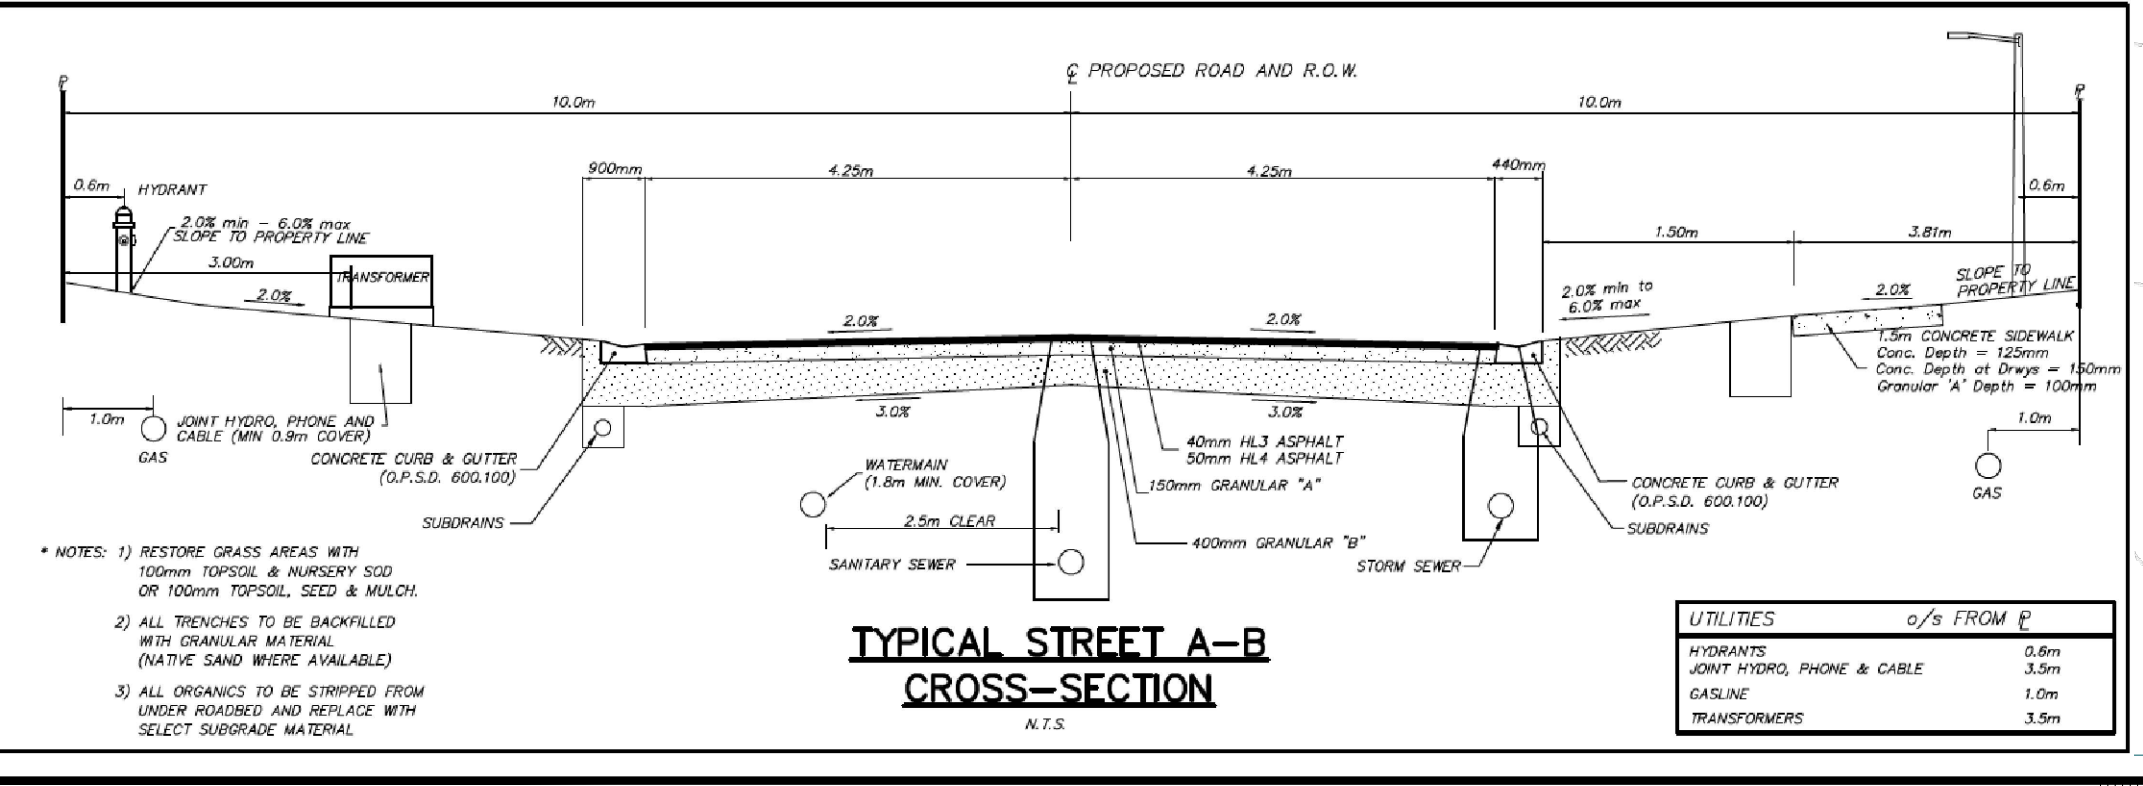 ℄ PROPOSED ROAD AND R.O.W.
℗
℗
10.0m
10.0m
900mm
4.25m
4.25m
440mm
0.6m
HYDRANT
0.6m
2.0% min - 6.0% max
SLOPE TO PROPERTY LINE
1.50m
3.81m
3.00m
TRANSFORMER
SLOPE TO
PROPERTY LINE
2.0%
2.0% min to
6.0% max
2.0%
2.0%
2.0%
1.5m CONCRETE SIDEWALK
Conc. Depth = 125mm
Conc. Depth at Drwys = 150mm
Granular 'A' Depth = 100mm
1.0m
JOINT HYDRO, PHONE AND
CABLE (MIN 0.9m COVER)
GAS
3.0%
3.0%
1.0m
GAS
40mm HL3 ASPHALT
50mm HL4 ASPHALT
CONCRETE CURB & GUTTER
(O.P.S.D. 600.100)
WATERMAIN
(1.8m MIN. COVER)
150mm GRANULAR "A"
CONCRETE CURB & GUTTER
(O.P.S.D. 600.100)
SUBDRAINS
2.5m CLEAR
SUBDRAINS
400mm GRANULAR "B"
SANITARY SEWER
STORM SEWER
* NOTES: 1) RESTORE GRASS AREAS WITH
100mm TOPSOIL & NURSERY SOD
OR 100mm TOPSOIL, SEED & MULCH.
2) ALL TRENCHES TO BE BACKFILLED
WITH GRANULAR MATERIAL
(NATIVE SAND WHERE AVAILABLE)
3) ALL ORGANICS TO BE STRIPPED FROM
UNDER ROADBED AND REPLACE WITH
SELECT SUBGRADE MATERIAL
TYPICAL STREET A-B
CROSS-SECTION
N.T.S.
UTILITIES o/s FROM ℗
HYDRANTS 0.6m
JOINT HYDRO, PHONE & CABLE 3.5m
GASLINE 1.0m
TRANSFORMERS 3.5m